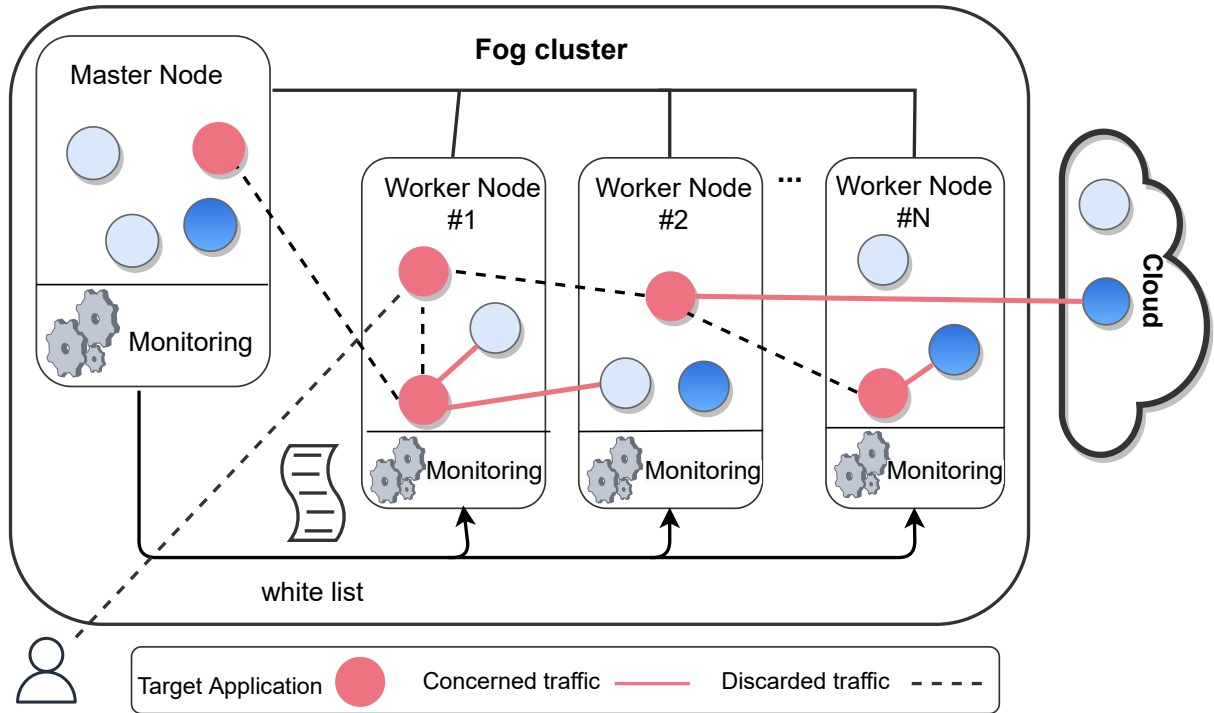 Fog cluster
Master Node
Monitoring
Worker Node
#1
Monitoring
Worker Node
#2
Monitoring
...
Worker Node
#N
Monitoring
Cloud
white list
Target Application
Concerned traffic
Discarded traffic